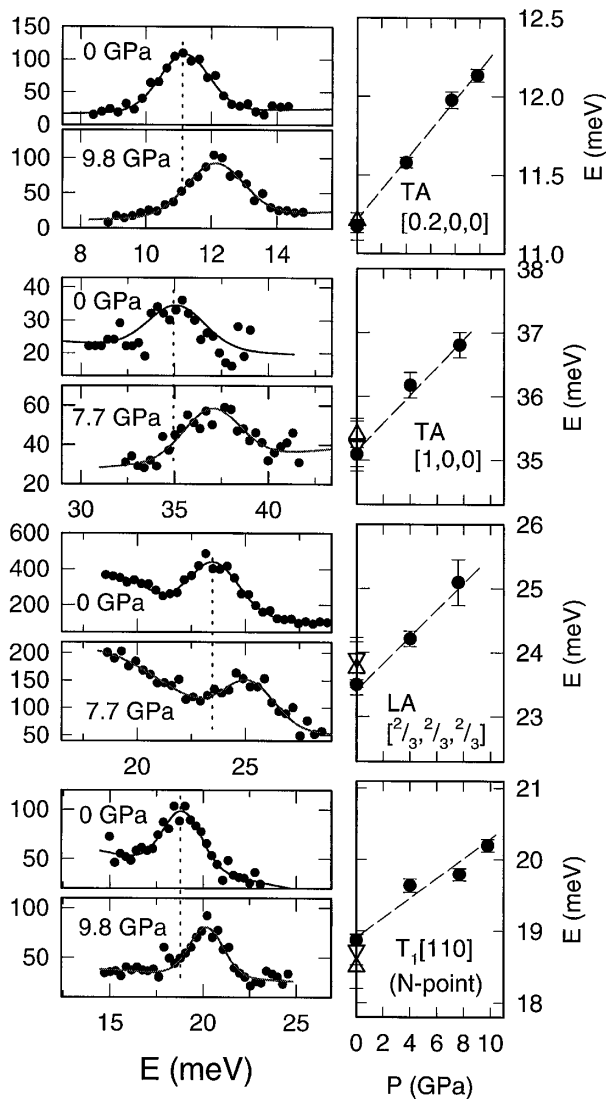 150
100
50
0
0 GPa
100
50
0
9.8 GPa
8 10 12 14
12.5
12.0
11.5
11.0
E (meV)
TA
[0.2,0,0]
40
30
20
0 GPa
80
60
40
20
7.7 GPa
30 35 40
38
37
36
35
E (meV)
TA
[1,0,0]
600
400
200
0 GPa
200
150
100
50
7.7 GPa
20 25
26
25
24
23
E (meV)
LA
[2/3,2/3,2/3]
100
50
0 GPa
100
50
9.8 GPa
15 20 25
E (meV)
21
20
19
18
E (meV)
T1[110]
(N-point)
0 2 4 6 8 10
P (GPa)